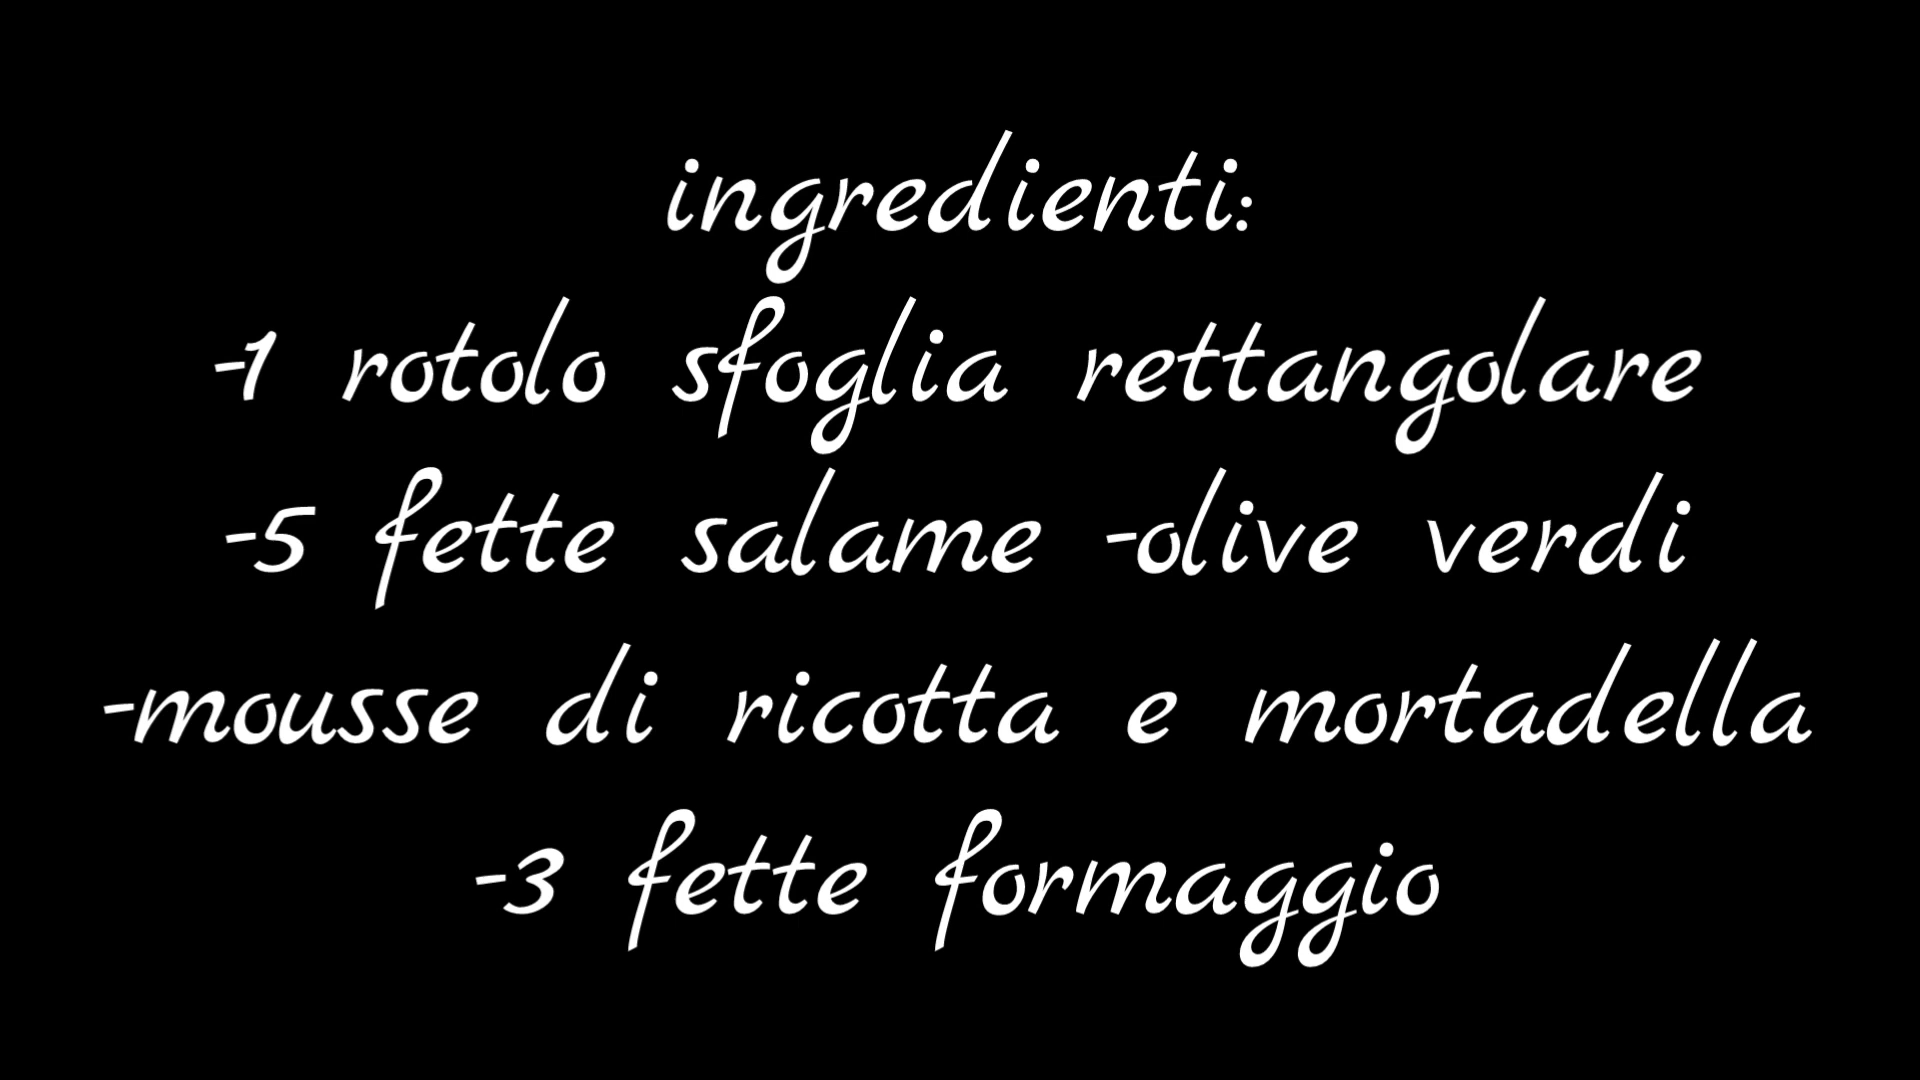 ingredienti:
-1 rotolo sfoglia rettangolare
-5 fette salame -olive verdi
-mousse di ricotta e mortadella
-3 fette formaggio